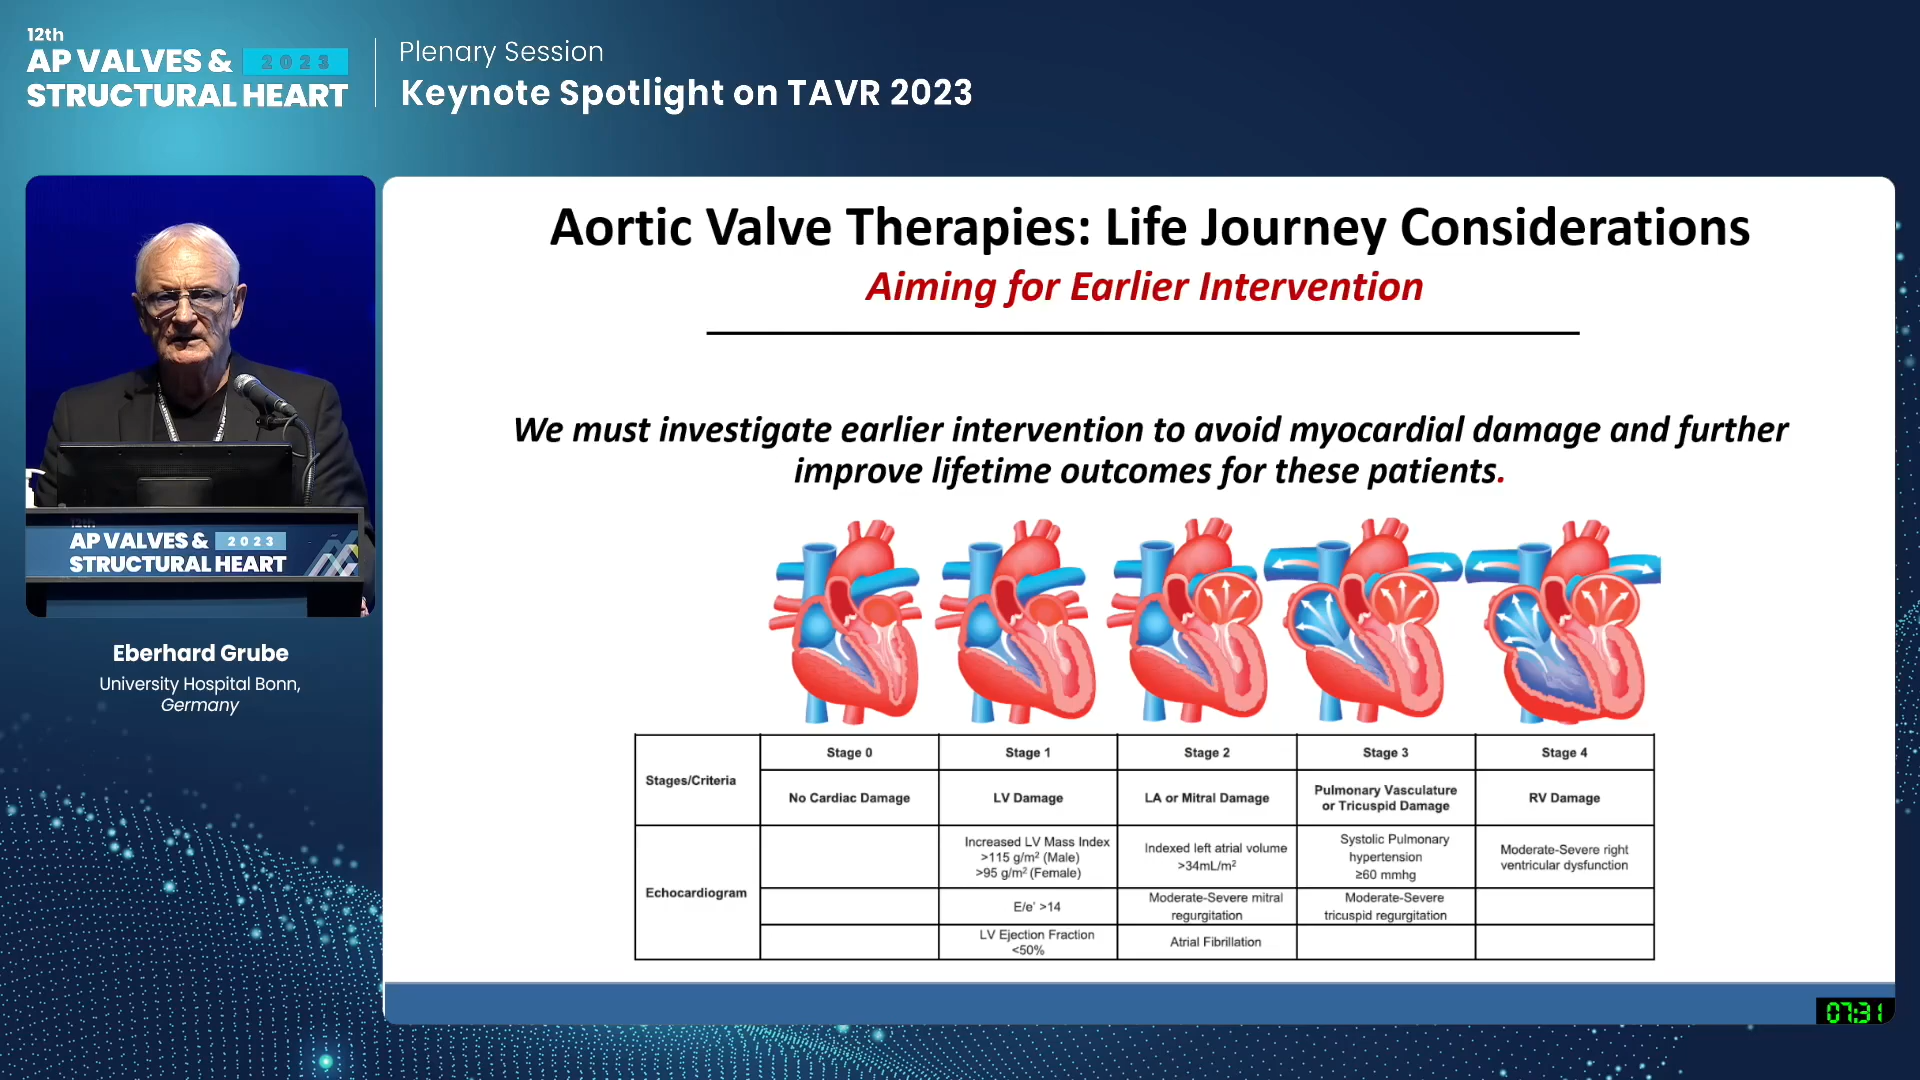 12th
AP VALVES & 2023
STRUCTURAL HEART
Plenary Session
Keynote Spotlight on TAVR 2023
12th
AP VALVES & 2023
STRUCTURAL HEART
Eberhard Grube
University Hospital Bonn,
Germany
Aortic Valve Therapies: Life Journey Considerations
Aiming for Earlier Intervention
We must investigate earlier intervention to avoid myocardial damage and further
improve lifetime outcomes for these patients.
Stages/Criteria
Stage 0
Stage 1
Stage 2
Stage 3
Stage 4
No Cardiac Damage
LV Damage
LA or Mitral Damage
Pulmonary Vasculature
or Tricuspid Damage
RV Damage
Echocardiogram
Increased LV Mass Index
>115 g/m² (Male)
>95 g/m² (Female)
Indexed left atrial volume
>34mL/m²
Systolic Pulmonary
hypertension
≥60 mmhg
Moderate-Severe right
ventricular dysfunction
E/e’ >14
Moderate-Severe mitral
regurgitation
Moderate-Severe
tricuspid regurgitation
LV Ejection Fraction
<50%
Atrial Fibrillation
07:31